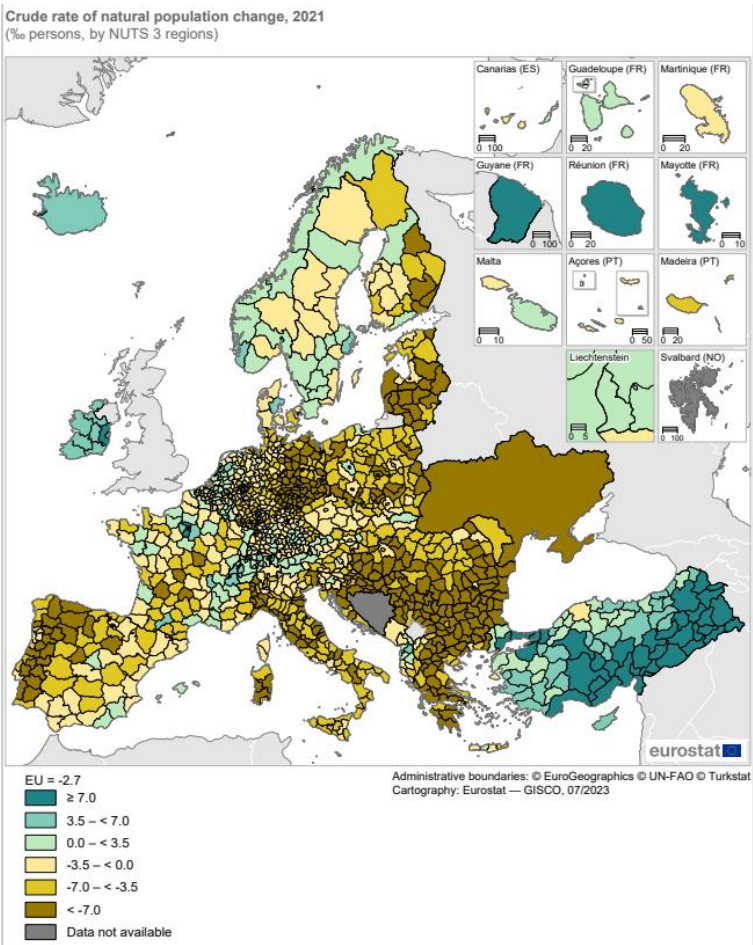 Crude rate of natural population change, 2021
(‰ persons, by NUTS 3 regions)
Canarias (ES)
0 100
Guadeloupe (FR)
0 20
Martinique (FR)
0 20
Guyane (FR)
0 100
Réunion (FR)
0 20
Mayotte (FR)
0 10
Malta
0 10
Açores (PT)
0 50
Madeira (PT)
0 20
Liechtenstein
0 5
Svalbard (NO)
0 100
eurostat
Administrative boundaries: © EuroGeographics © UN-FAO © Turkstat
Cartography: Eurostat — GISCO, 07/2023
EU = -2.7
≥ 7.0
3.5 – < 7.0
0.0 – < 3.5
-3.5 – < 0.0
-7.0 – < -3.5
< -7.0
Data not available